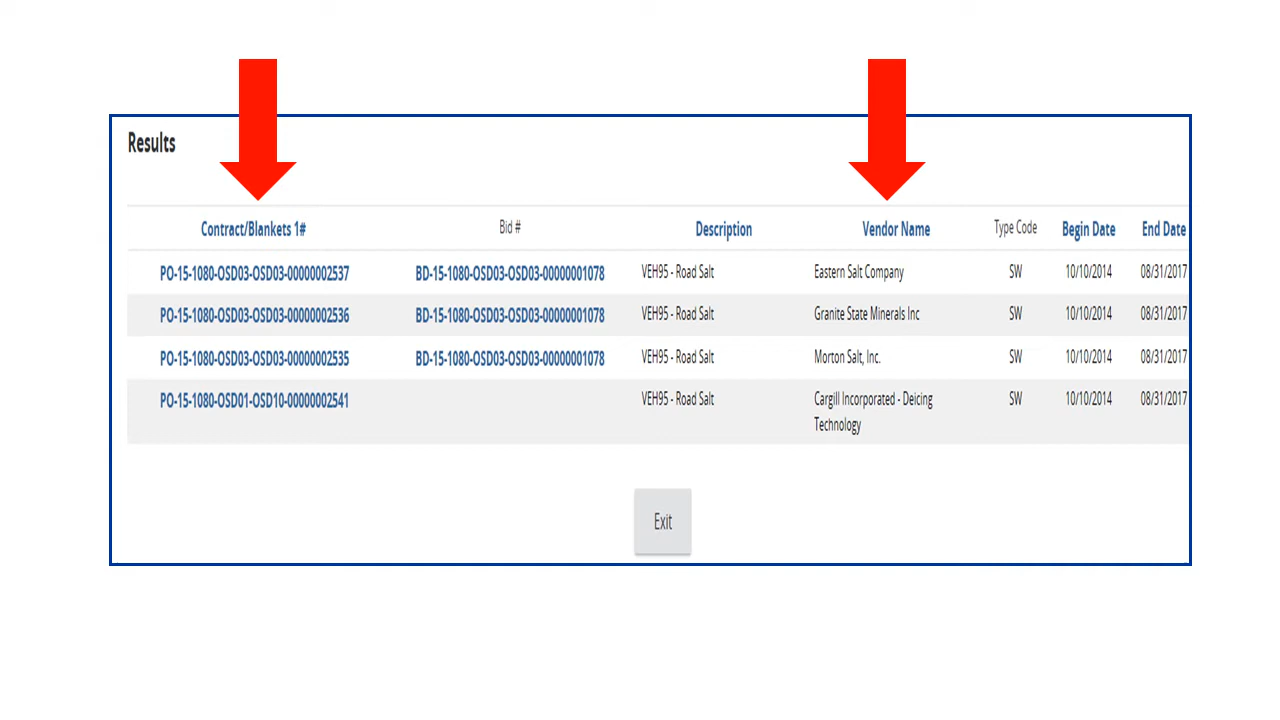 Results
Contract/Blankets 1# Bid # Description Vendor Name Type Code Begin Date End Date
PO-15-1080-OSD03-OSD03-00000002537 BD-15-1080-OSD03-OSD03-00000001078 VEH95 - Road Salt Eastern Salt Company SW 10/10/2014 08/31/2017
PO-15-1080-OSD03-OSD03-00000002536 BD-15-1080-OSD03-OSD03-00000001078 VEH95 - Road Salt Granite State Minerals Inc SW 10/10/2014 08/31/2017
PO-15-1080-OSD03-OSD03-00000002535 BD-15-1080-OSD03-OSD03-00000001078 VEH95 - Road Salt Morton Salt, Inc. SW 10/10/2014 08/31/2017
PO-15-1080-OSD01-OSD10-00000002541 VEH95 - Road Salt Cargill Incorporated - Deicing SW 10/10/2014 08/31/2017
Technology
Exit